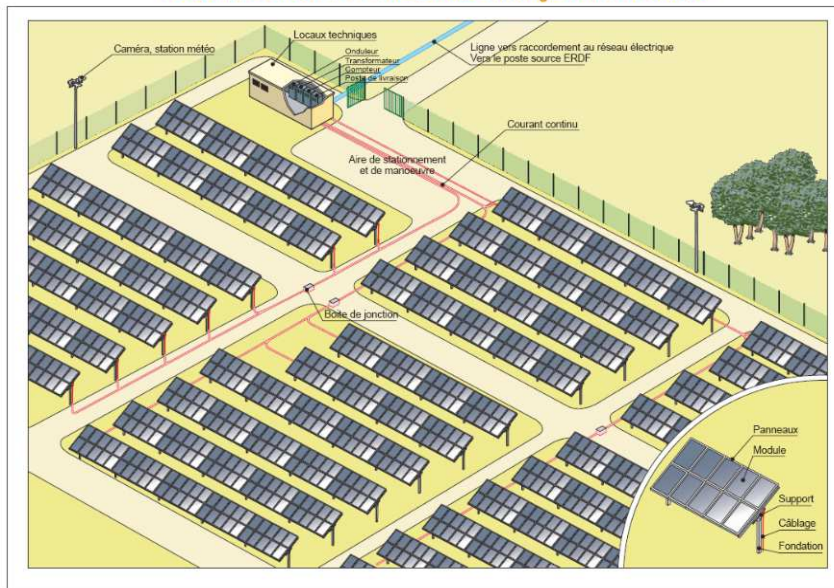 Locaux techniques
Caméra, station météo
Onduleur
Transformateur
Compteur
Poste de livraison
Ligne vers raccordement au réseau électrique
Vers le poste source ERDF
Courant continu
Aire de stationnement
et de manoeuvre
Boite de jonction
Panneaux
Module
Support
Câblage
Fondation